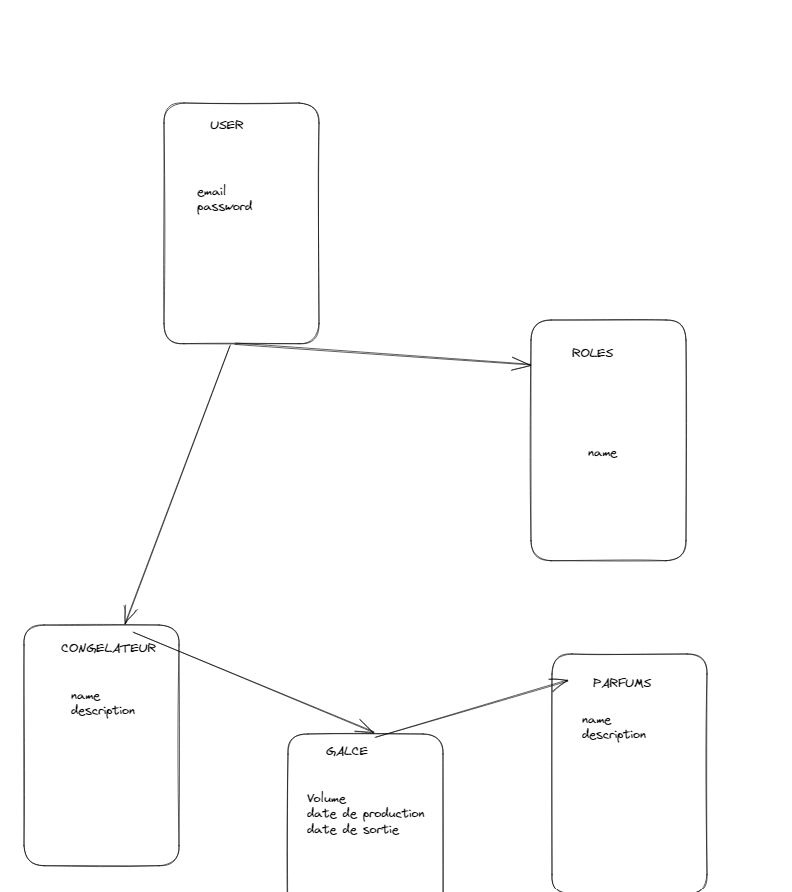 USER
email
password
ROLES
name
CONGELATEUR
name
description
GALCE
Volume
date de production
date de sortie
PARFUMS
name
description